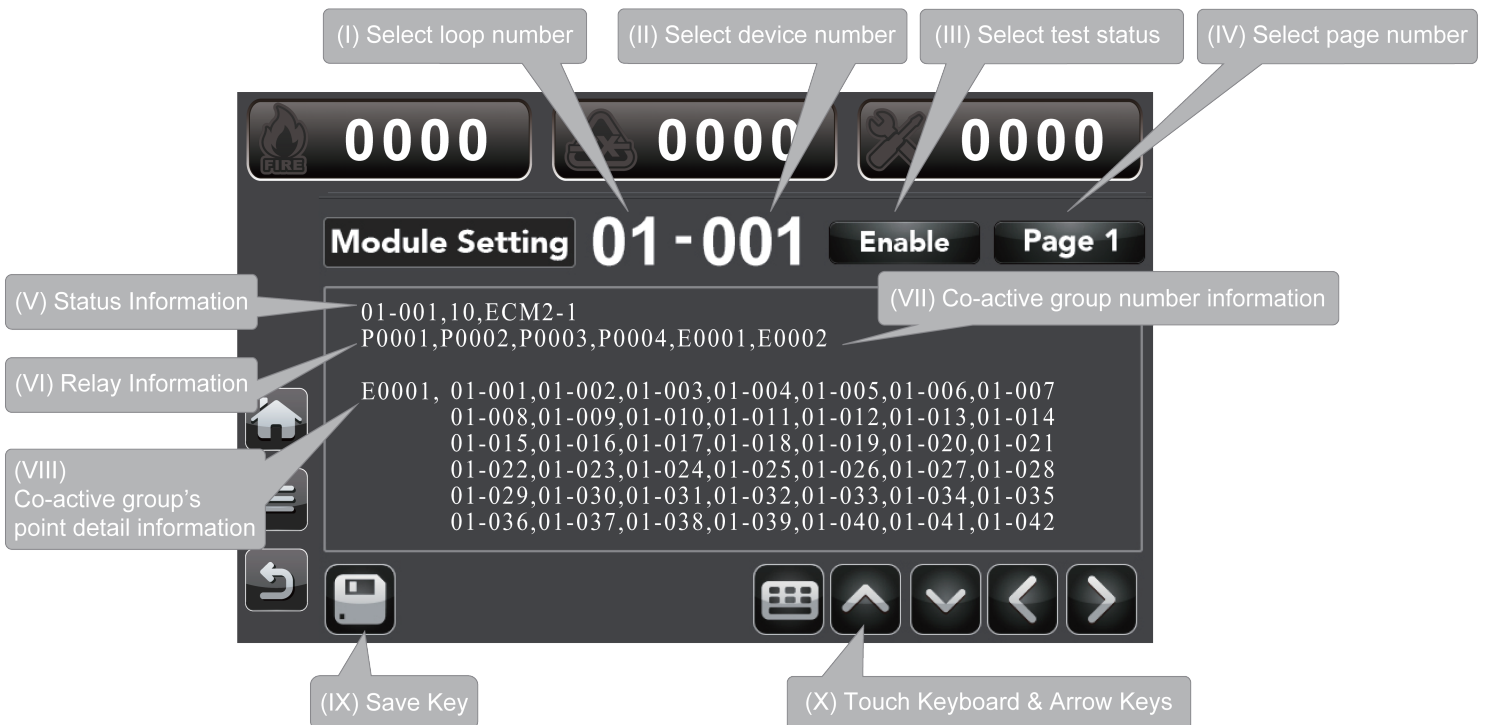 (I) Select loop number
(II) Select device number
(III) Select test status
(IV) Select page number
FIRE
0000
0000
0000
Module Setting
01-001
Enable
Page 1
(V) Status Information
01-001,10,ECM2-1
(VII) Co-active group number information
P0001,P0002,P0003,P0004,E0001,E0002
(VI) Relay Information
E0001, 01-001,01-002,01-003,01-004,01-005,01-006,01-007
01-008,01-009,01-010,01-011,01-012,01-013,01-014
01-015,01-016,01-017,01-018,01-019,01-020,01-021
01-022,01-023,01-024,01-025,01-026,01-027,01-028
01-029,01-030,01-031,01-032,01-033,01-034,01-035
01-036,01-037,01-038,01-039,01-040,01-041,01-042
(VIII)
Co-active group's
point detail information
(IX) Save Key
(X) Touch Keyboard & Arrow Keys